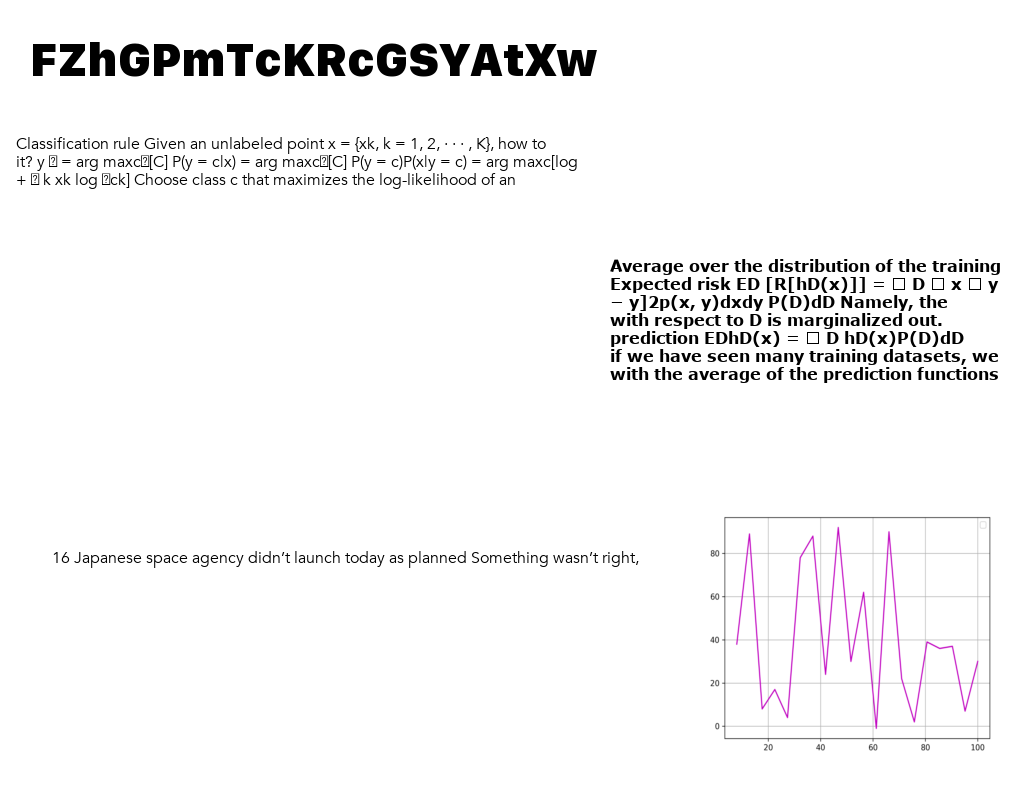 FZhGPmTcKRcGSYAtXw
Classification rule Given an unlabeled point x = {xk, k = 1, 2, · · · , K}, how to
it? y = arg maxc [C] P(y = c|x) = arg maxc [C] P(y = c)P(x|y = c) = arg maxc[log
+ k xk log ck] Choose class c that maximizes the log-likelihood of an
Average over the distribution of the training
Expected risk ED [R[hD(x)]] = □ D □ x □ y
− y]2p(x, y)dxdy P(D)dD Namely, the
with respect to D is marginalized out.
prediction EDhD(x) = □ D hD(x)P(D)dD
if we have seen many training datasets, we
with the average of the prediction functions
16 Japanese space agency didn’t launch today as planned Something wasn’t right,
80
60
40
20
0
20 40 60 80 100